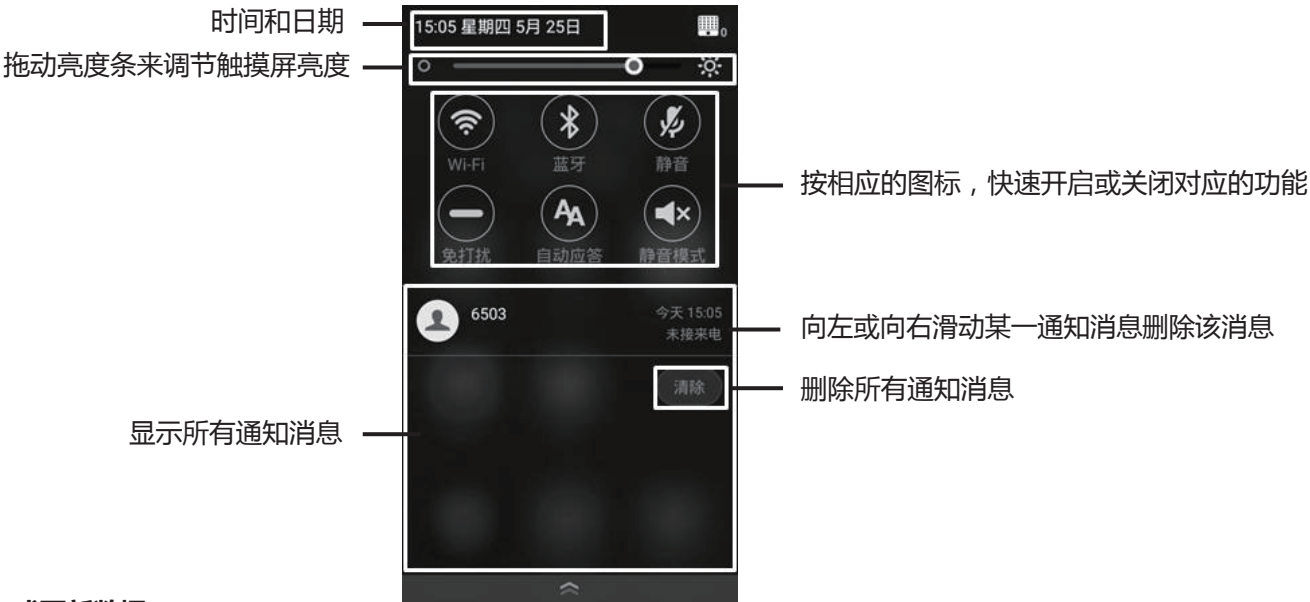 时间和日期
15:05 星期四 5月 25日
0
拖动亮度条来调节触摸屏亮度
Wi-Fi 蓝牙 静音
按相应的图标，快速开启或关闭对应的功能
免打扰 自动应答 静音模式
6503 今天 15:05
未接来电
向左或向右滑动某一通知消息删除该消息
清除
删除所有通知消息
显示所有通知消息